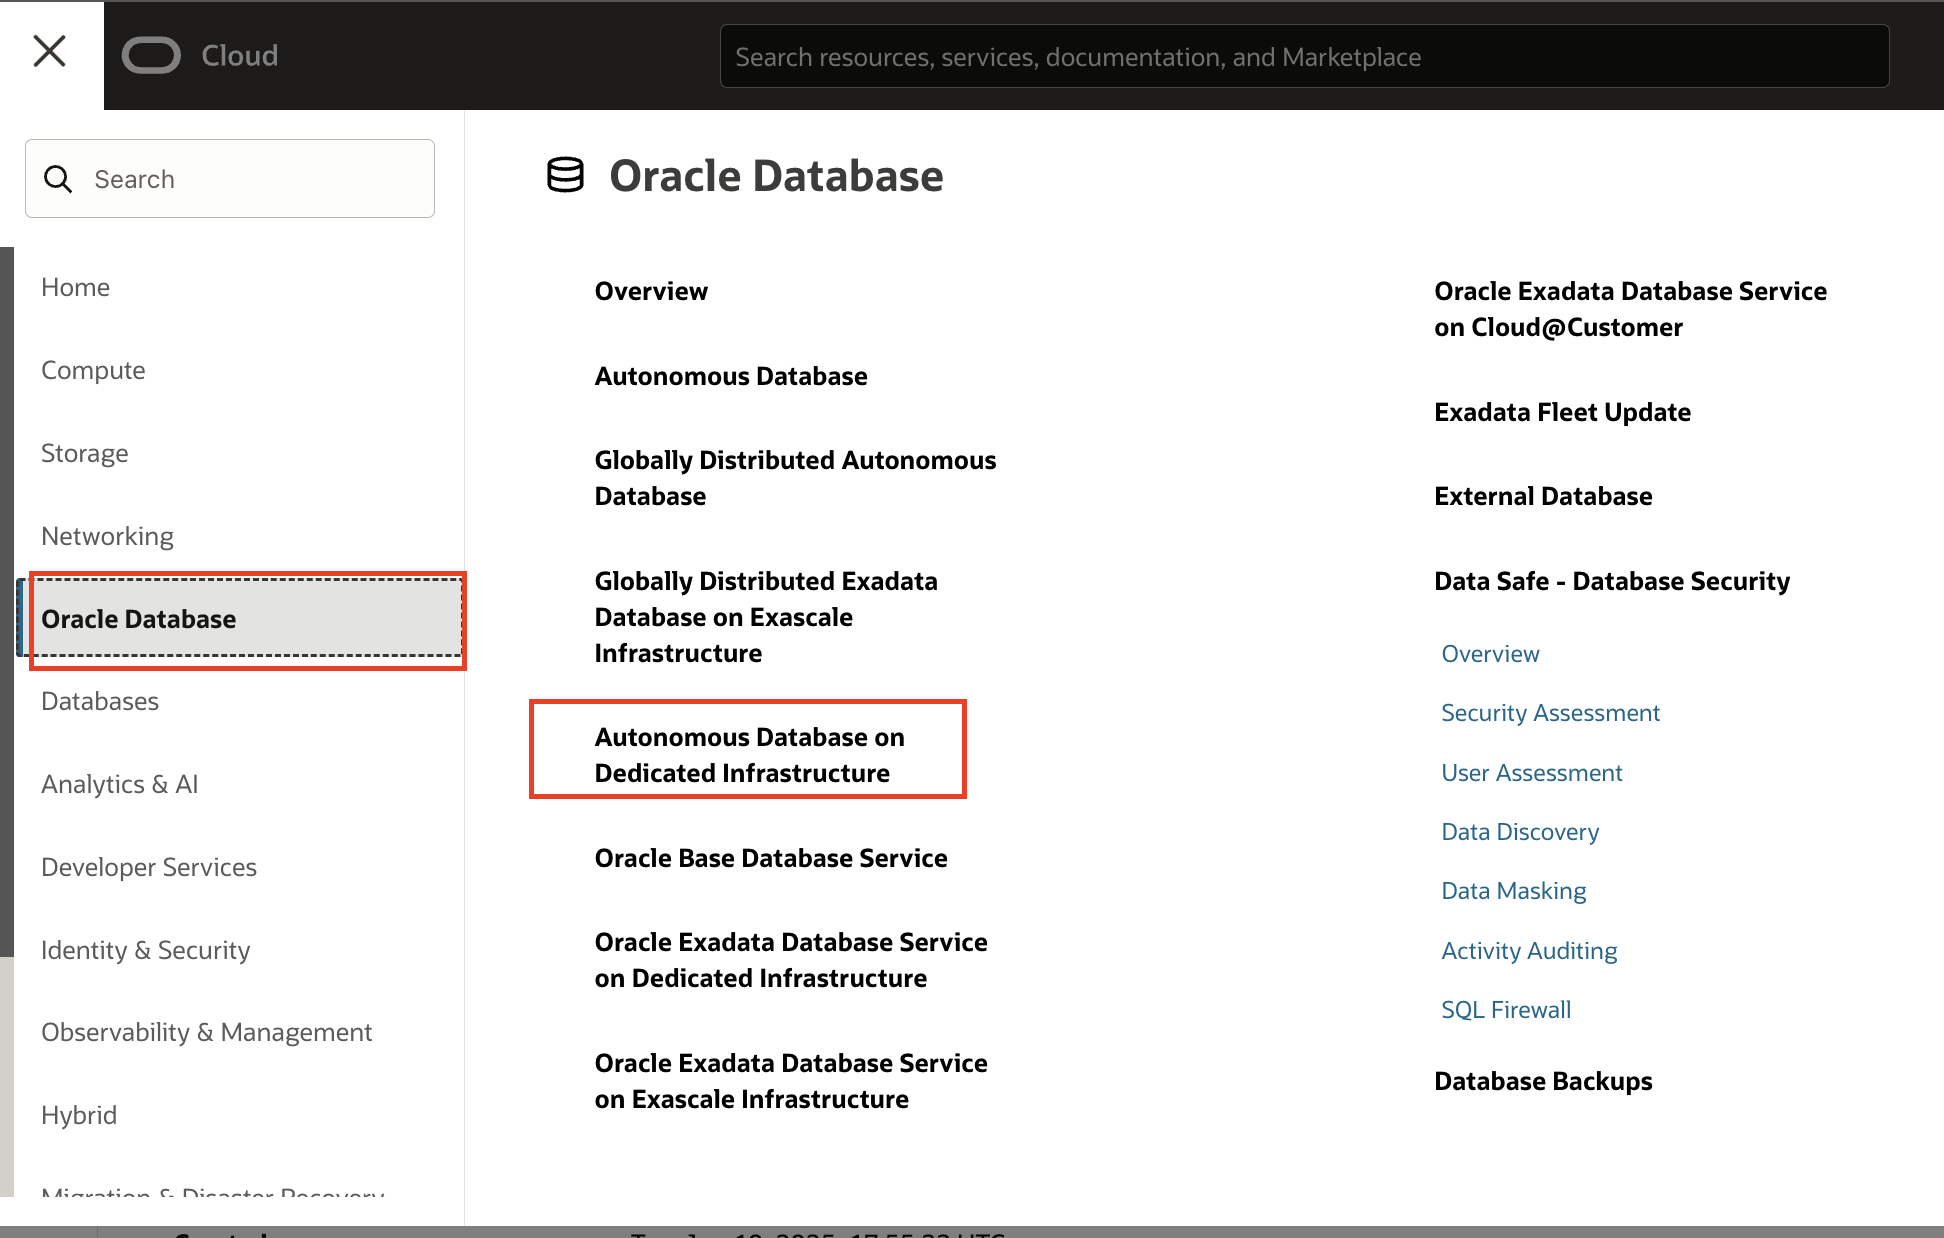 Cloud
Search resources, services, documentation, and Marketplace
Search
Home
Compute
Storage
Networking
Oracle Database
Databases
Analytics & AI
Developer Services
Identity & Security
Observability & Management
Hybrid
Migration & Disaster Recovery
Oracle Database
Overview
Autonomous Database
Globally Distributed Autonomous
Database
Globally Distributed Exadata
Database on Exascale
Infrastructure
Autonomous Database on
Dedicated Infrastructure
Oracle Base Database Service
Oracle Exadata Database Service
on Dedicated Infrastructure
Oracle Exadata Database Service
on Exascale Infrastructure
Oracle Exadata Database Service
on Cloud@Customer
Exadata Fleet Update
External Database
Data Safe - Database Security
Overview
Security Assessment
User Assessment
Data Discovery
Data Masking
Activity Auditing
SQL Firewall
Database Backups